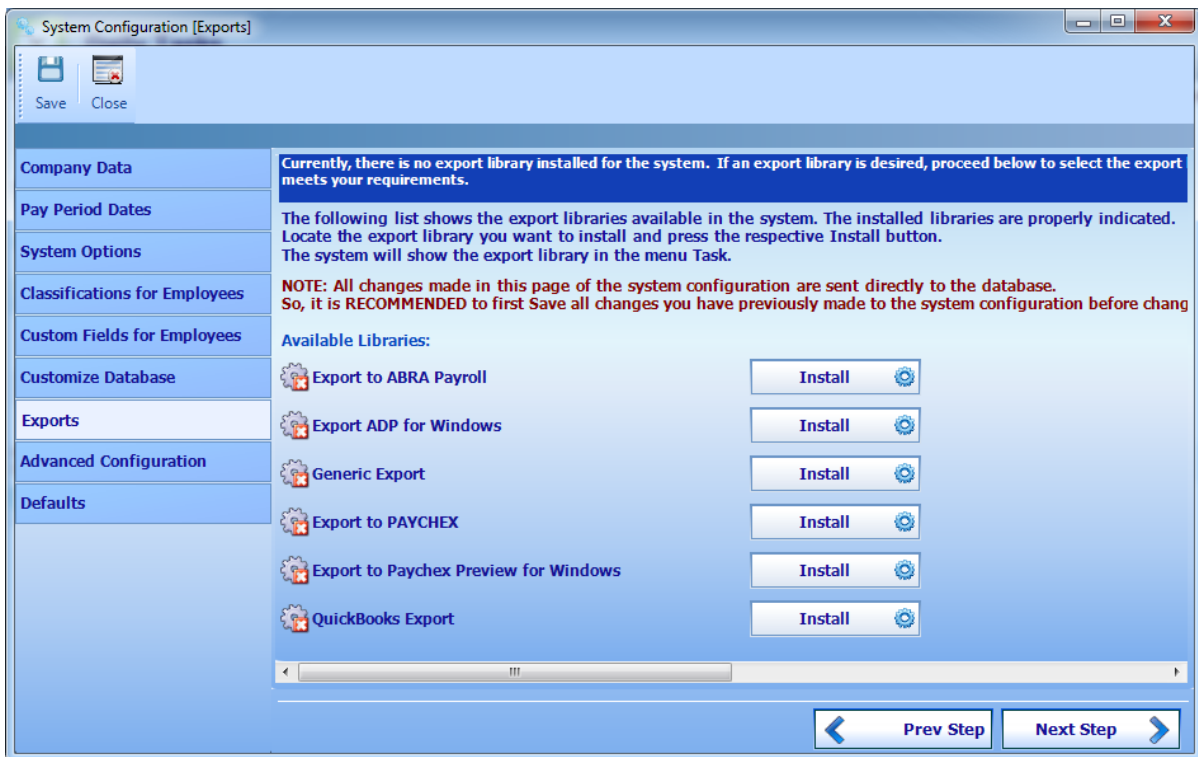 System Configuration [Exports]
Save Close
Company Data
Pay Period Dates
System Options
Classifications for Employees
Custom Fields for Employees
Customize Database
Exports
Advanced Configuration
Defaults
Currently, there is no export library installed for the system. If an export library is desired, proceed below to select the export
meets your requirements.
The following list shows the export libraries available in the system. The installed libraries are properly indicated.
Locate the export library you want to install and press the respective Install button.
The system will show the export library in the menu Task.
NOTE: All changes made in this page of the system configuration are sent directly to the database.
So, it is RECOMMENDED to first Save all changes you have previously made to the system configuration before chang
Available Libraries:
Export to ABRA Payroll Install
Export ADP for Windows Install
Generic Export Install
Export to PAYCHEX Install
Export to Paychex Preview for Windows Install
QuickBooks Export Install
Prev Step Next Step